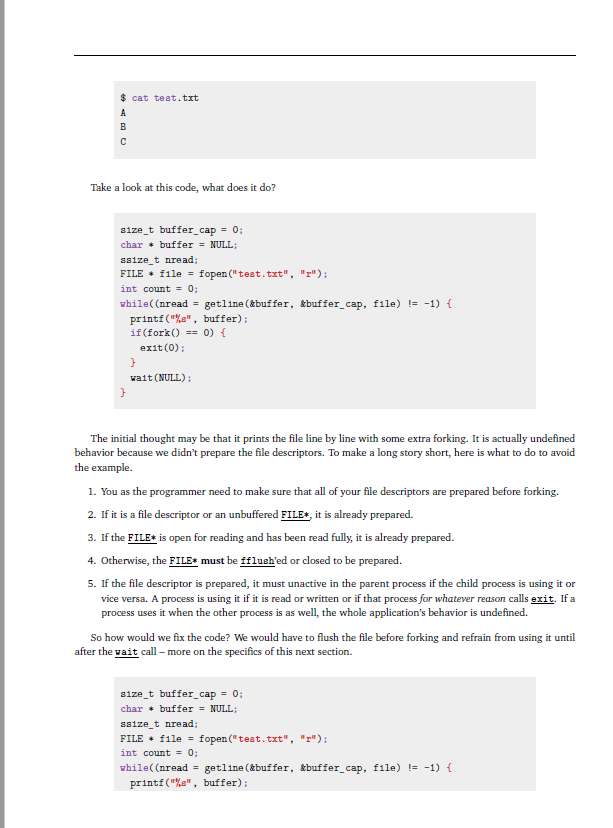 $ cat test.txt
A
B
C
Take a look at this code, what does it do?
size_t buffer_cap = 0;
char * buffer = NULL;
ssize_t nread;
FILE * file = fopen("test.txt", "r");
int count = 0;
while((nread = getline(&buffer, &buffer_cap, file) != -1) {
  printf("%s", buffer);
  if(fork() == 0) {
    exit(0);
  }
  wait(NULL);
}
The initial thought may be that it prints the file line by line with some extra forking. It is actually undefined
behavior because we didn't prepare the file descriptors. To make a long story short, here is what to do to avoid
the example.
1. You as the programmer need to make sure that all of your file descriptors are prepared before forking.
2. If it is a file descriptor or an unbuffered FILE*, it is already prepared.
3. If the FILE* is open for reading and has been read fully, it is already prepared.
4. Otherwise, the FILE* must be fflush'ed or closed to be prepared.
5. If the file descriptor is prepared, it must unactive in the parent process if the child process is using it or
vice versa. A process is using it if it is read or written or if that process for whatever reason calls exit. If a
process uses it when the other process is as well, the whole application's behavior is undefined.
So how would we fix the code? We would have to flush the file before forking and refrain from using it until
after the wait call – more on the specifics of this next section.
size_t buffer_cap = 0;
char * buffer = NULL;
ssize_t nread;
FILE * file = fopen("test.txt", "r");
int count = 0;
while((nread = getline(&buffer, &buffer_cap, file) != -1) {
  printf("%s", buffer);